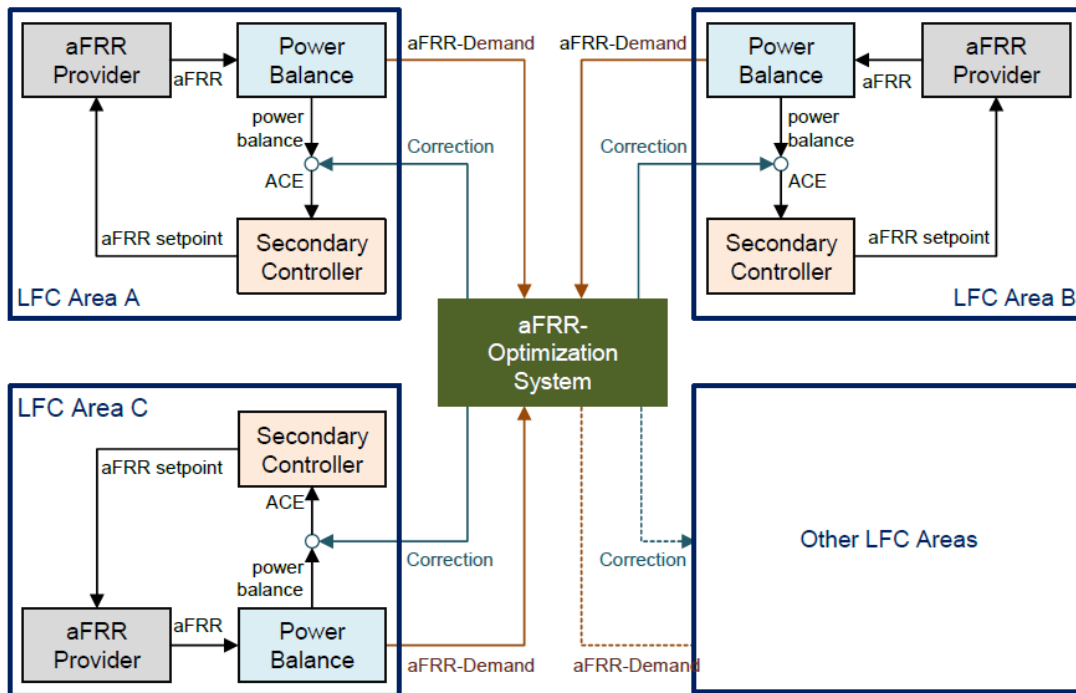 aFRR
Provider
aFRR
Power
Balance
aFRR-Demand
power
balance
Correction
ACE
aFRR setpoint
Secondary
Controller
LFC Area A
aFRR-Demand
Power
Balance
aFRR
aFRR
Provider
power
balance
Correction
ACE
Secondary
Controller
aFRR setpoint
LFC Area B
aFRR-
Optimization
System
LFC Area C
Secondary
Controller
aFRR setpoint
ACE
Correction
power
balance
aFRR
Provider
aFRR
Power
Balance
aFRR-Demand
Other LFC Areas
Correction
aFRR-Demand